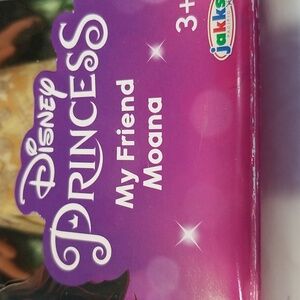 Disney
PRINCESS
My Friend
Moana
3+
jakks